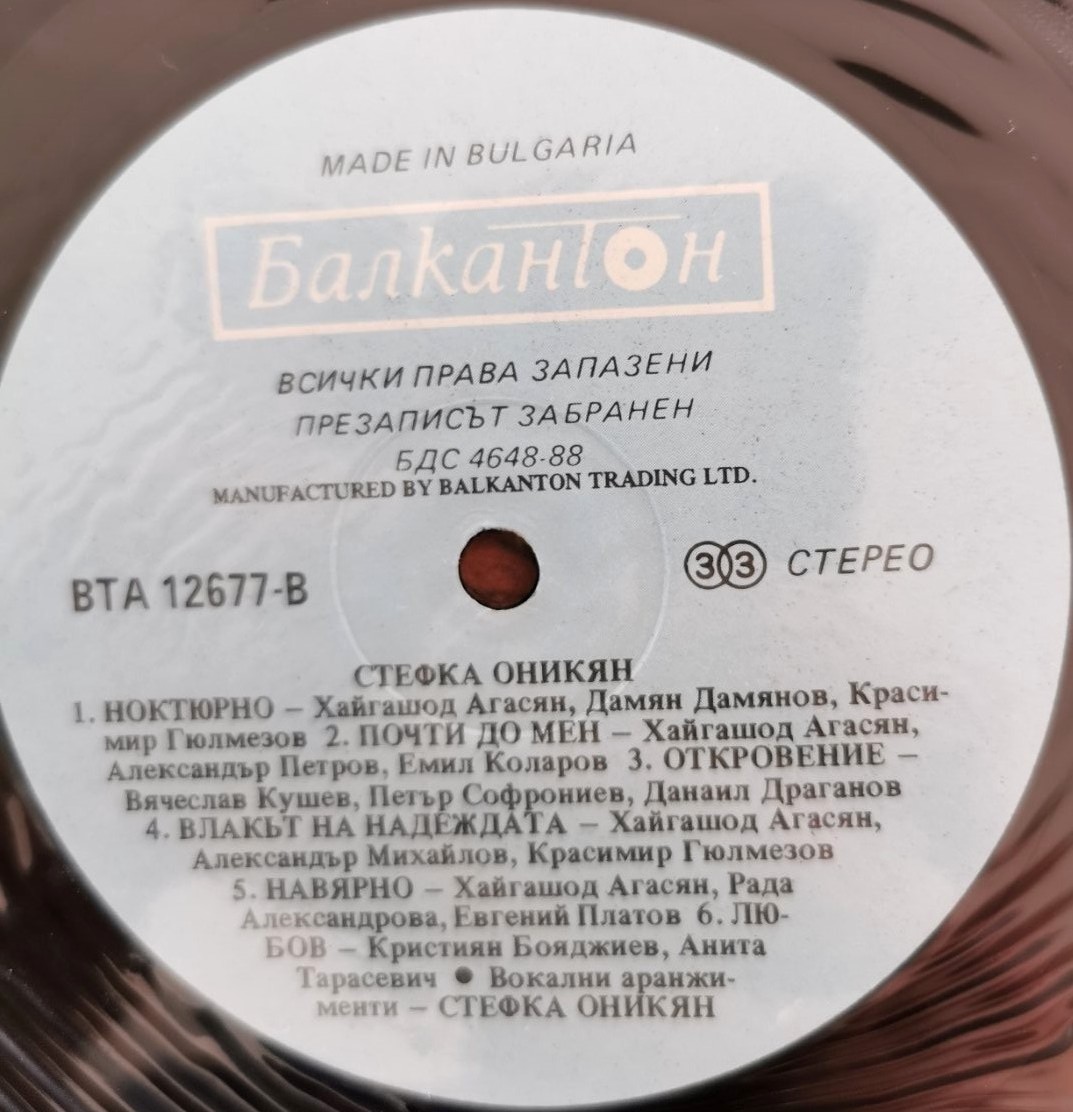 MADE IN BULGARIA
Балкантон
ВСИЧКИ ПРАВА ЗАПАЗЕНИ
ПРЕЗАПИСЪТ ЗАБРАНЕН
БДС 4648-88
MANUFACTURED BY BALKANTON TRADING LTD.
ВТА 12677-В
33 СТЕРЕО
СТЕФКА ОНИКЯН
1. НОКТЮРНО – Хайгашод Агасян, Дамян Дамянов, Краси-
мир Гюлмезов 2. ПОЧТИ ДО МЕН – Хайгашод Агасян,
Александър Петров, Емил Коларов 3. ОТКРОВЕНИЕ –
Вячеслав Кушев, Петър Софрониев, Данаил Драганов
4. ВЛАКЪТ НА НАДЕЖДАТА – Хайгашод Агасян,
Александър Михайлов, Красимир Гюлмезов
5. НАВЯРНО – Хайгашод Агасян, Рада
Александрова, Евгений Платов 6. ЛЮ-
БОВ – Кристиян Бояджиев, Анита
Тарасевич ● Вокални аранжи-
менти – СТЕФКА ОНИКЯН